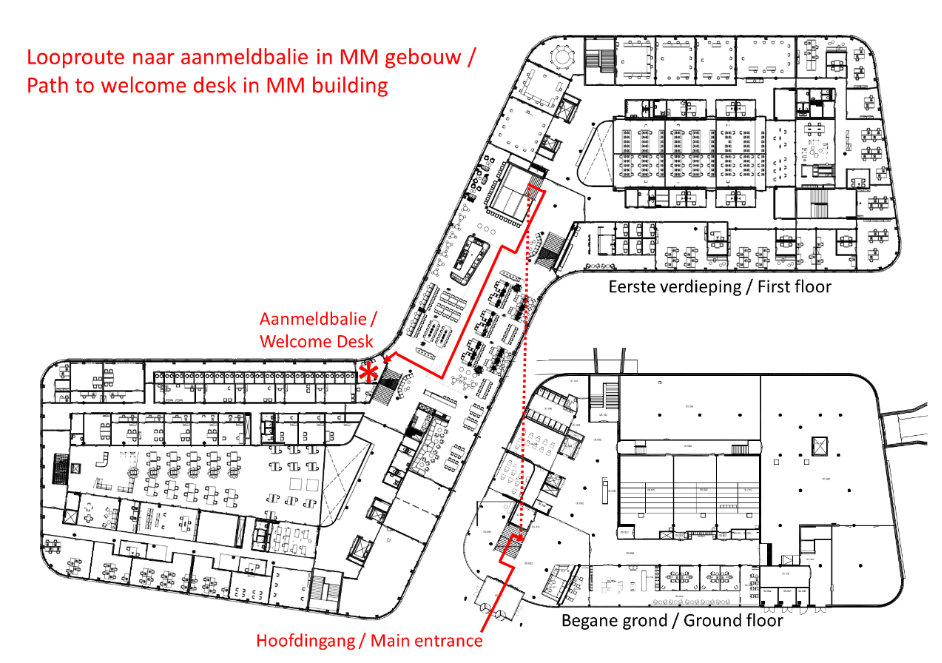 Looproute naar aanmeldbalie in MM gebouw /
Path to welcome desk in MM building
Eerste verdieping / First floor
Aanmeldbalie /
Welcome Desk
Begane grond / Ground floor
Hoofdingang / Main entrance